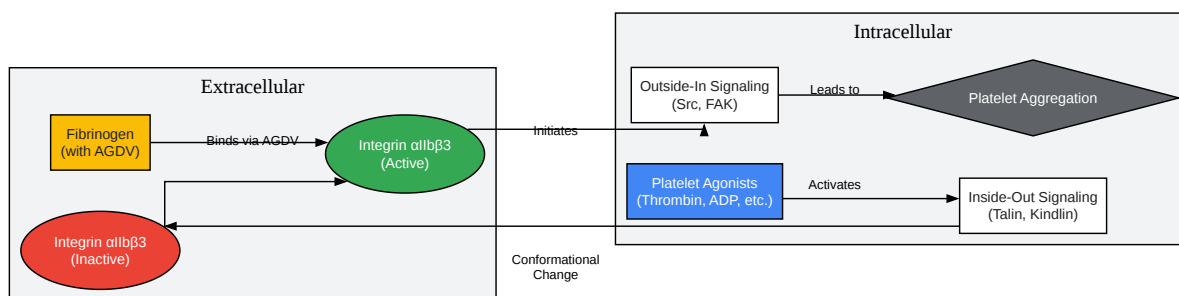 Extracellular
Fibrinogen
(with AGDV)
Binds via AGDV
Integrin αIIbβ3
(Active)
Integrin αIIbβ3
(Inactive)
Initiates
Conformational
Change
Intracellular
Outside-In Signaling
(Src, FAK)
Leads to
Platelet Aggregation
Platelet Agonists
(Thrombin, ADP, etc.)
Activates
Inside-Out Signaling
(Talin, Kindlin)